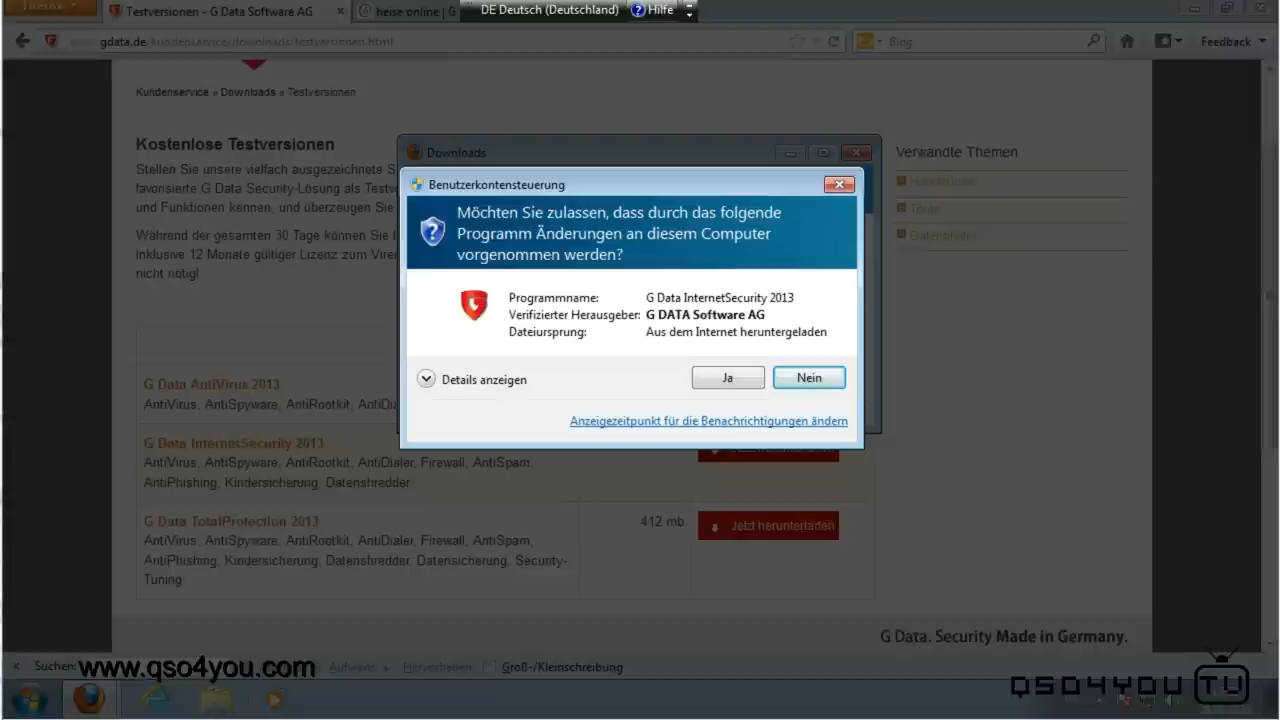 Testversionen - G Data Software AG
heise online | G
DE Deutsch (Deutschland)
Hilfe
gdata.de/kundenservice/downloads/testversionen.html
Bing
Feedback
Kundenservice » Downloads » Testversionen
Kostenlose Testversionen
Stellen Sie unsere vielfach ausgezeichnete S
favorisierte G Data Security-Lösung als Testv
und Funktionen kennen, und überzeugen Sie
Während der gesamten 30 Tage können Sie
Inklusive 12 Monate gültiger Lizenz zum
nicht nötig!
Downloads
Verwandte Themen
Benutzerkontensteuerung
Möchten Sie zulassen, dass durch das folgende
Programm Änderungen an diesem Computer
vorgenommen werden?
Programmname: G Data InternetSecurity 2013
Verifizierter Herausgeber: G DATA Software AG
Dateiursprung: Aus dem Internet heruntergeladen
Details anzeigen
Ja
Nein
Anzeigezeitpunkt für die Benachrichtigungen ändern
G Data AntiVirus 2013
AntiVirus, AntiSpyware, AntiRootkit, AntiDia
G Data InternetSecurity 2013
AntiVirus, AntiSpyware, AntiRootkit, AntiDialer, Firewall, AntiSpam,
AntiPhishing, Kindersicherung, Datenshredder
G Data TotalProtection 2013
AntiVirus, AntiSpyware, AntiRootkit, AntiDialer, Firewall, AntiSpam,
AntiPhishing, Kindersicherung, Datenshredder, Datensicherung, Security-
Tuning
412 mb
Jetzt herunterladen
G Data. Security Made in Germany.
Suchen:
www.qso4you.com
Aufwärts
Hervorheben
Groß-/Kleinschreibung
QSO4YOU TV